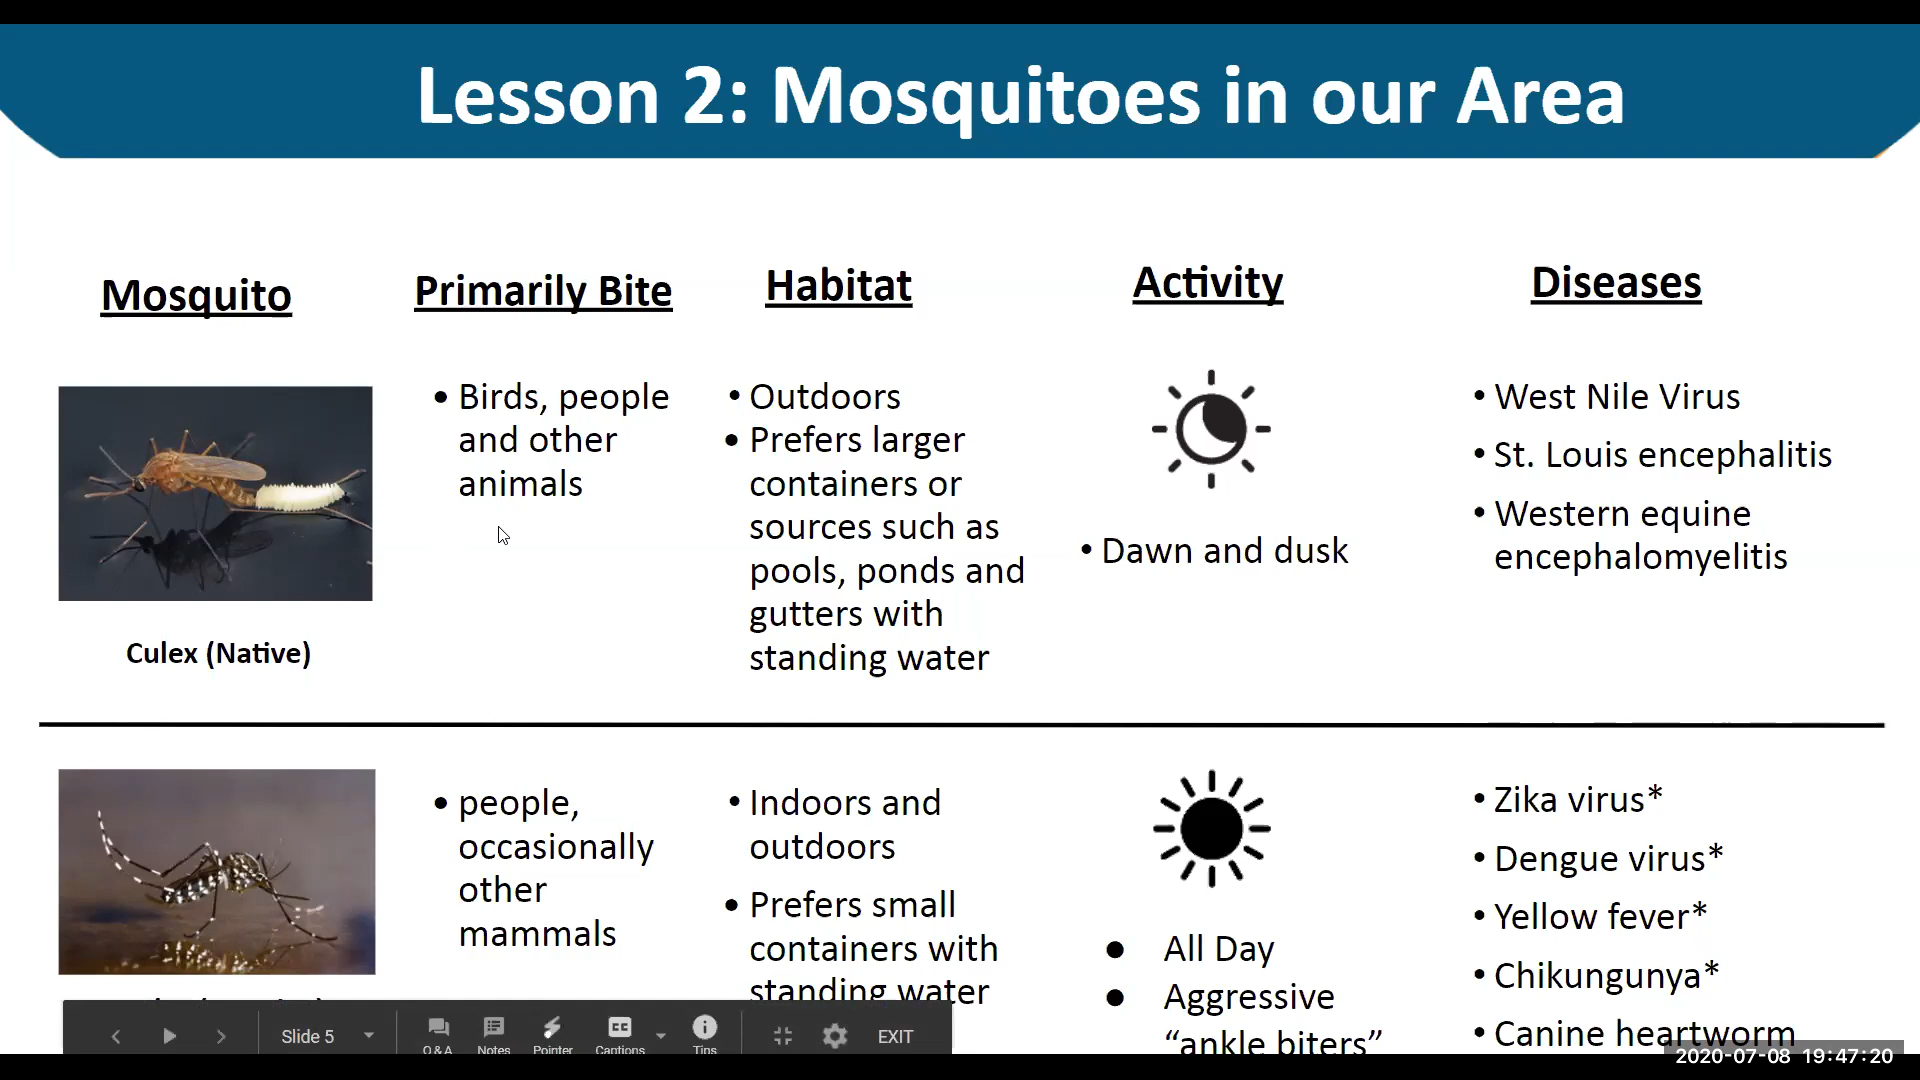 Lesson 2: Mosquitoes in our Area
Mosquito
Primarily Bite
Habitat
Activity
Diseases
• Birds, people
and other
animals
• Outdoors
• Prefers larger
containers or
sources such as
pools, ponds and
gutters with
standing water
• Dawn and dusk
• West Nile Virus
• St. Louis encephalitis
• Western equine
encephalomyelitis
Culex (Native)
• people,
occasionally
other
mammals
• Indoors and
outdoors
• Prefers small
containers with
standing water
● All Day
● Aggressive
“ankle biters”
• Zika virus*
• Dengue virus*
• Yellow fever*
• Chikungunya*
• Canine heartworm
Slide 5
Q & A
Notes
Pointer
CC
Captions
Tips
EXIT
2020-07-08 19:47:20